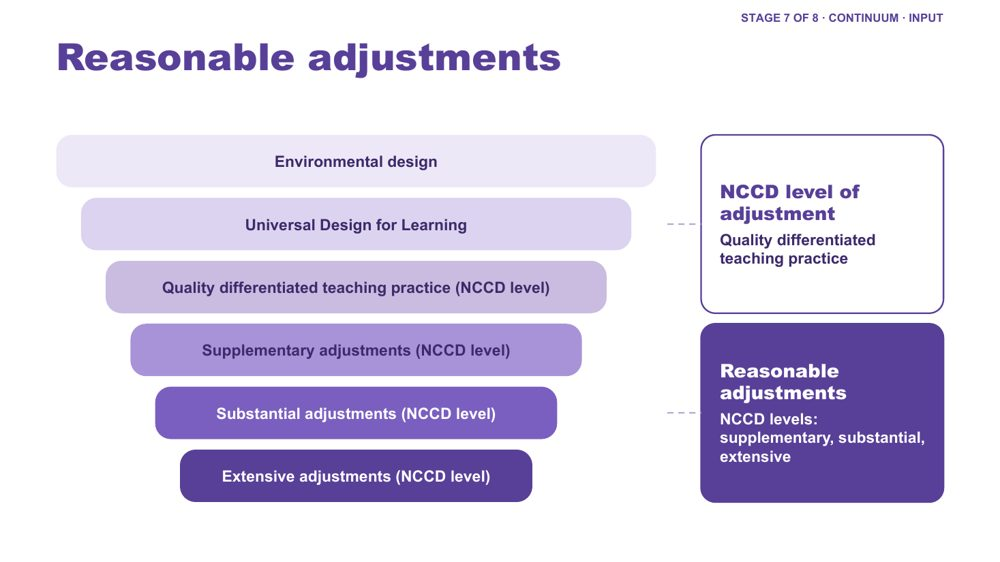 STAGE 7 OF 8 · CONTINUUM · INPUT
Reasonable adjustments
Environmental design
Universal Design for Learning
Quality differentiated teaching practice (NCCD level)
Supplementary adjustments (NCCD level)
Substantial adjustments (NCCD level)
Extensive adjustments (NCCD level)
NCCD level of
adjustment
Quality differentiated
teaching practice
Reasonable
adjustments
NCCD levels:
supplementary, substantial,
extensive